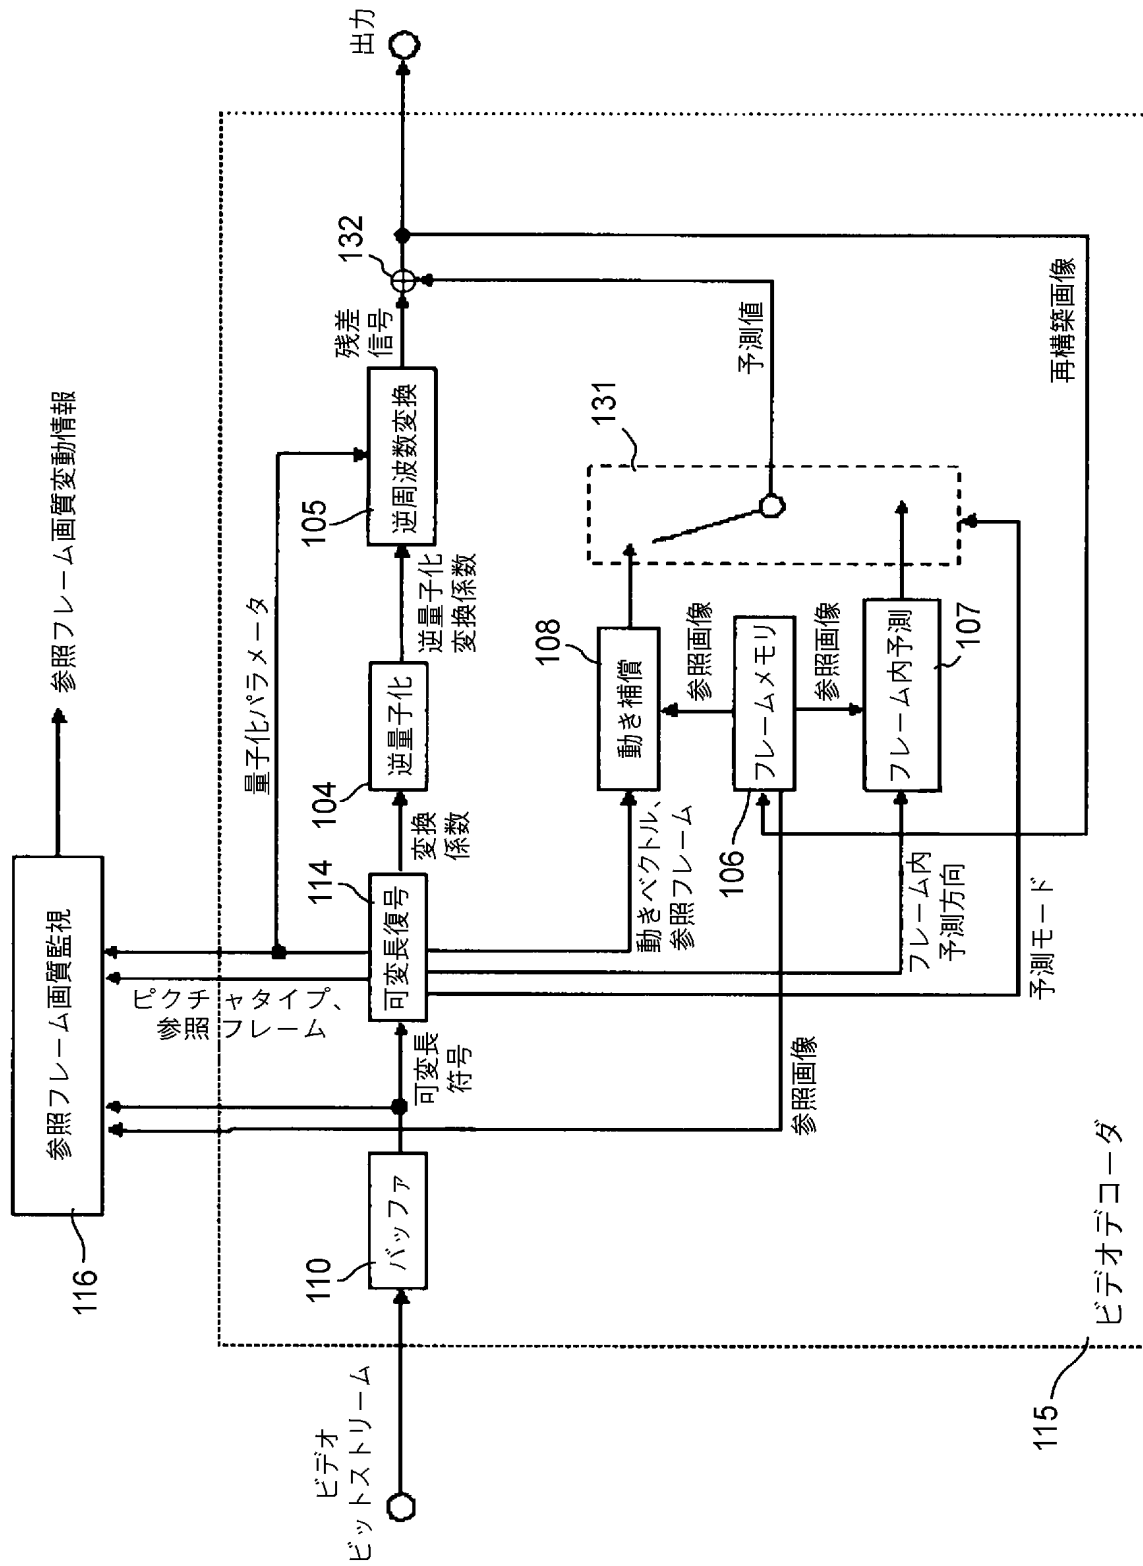 参照フレーム画質監視
116
参照フレーム画質変動情報
ビデオ
ビットストリーム
バッファ
110
可変長
符号
ピクチャタイプ、
参照フレーム
可変長復号
114
量子化パラメータ
変換
係数
逆量子化
104
逆量子化
変換係数
逆周波数変換
105
残差
信号
132
出力
動きベクトル、
参照フレーム
動き補償
108
参照画像
フレームメモリ
106
参照画像
フレーム内予測
107
フレーム内
予測方向
予測モード
参照画像
131
予測値
再構築画像
ビデオデコーダ
115